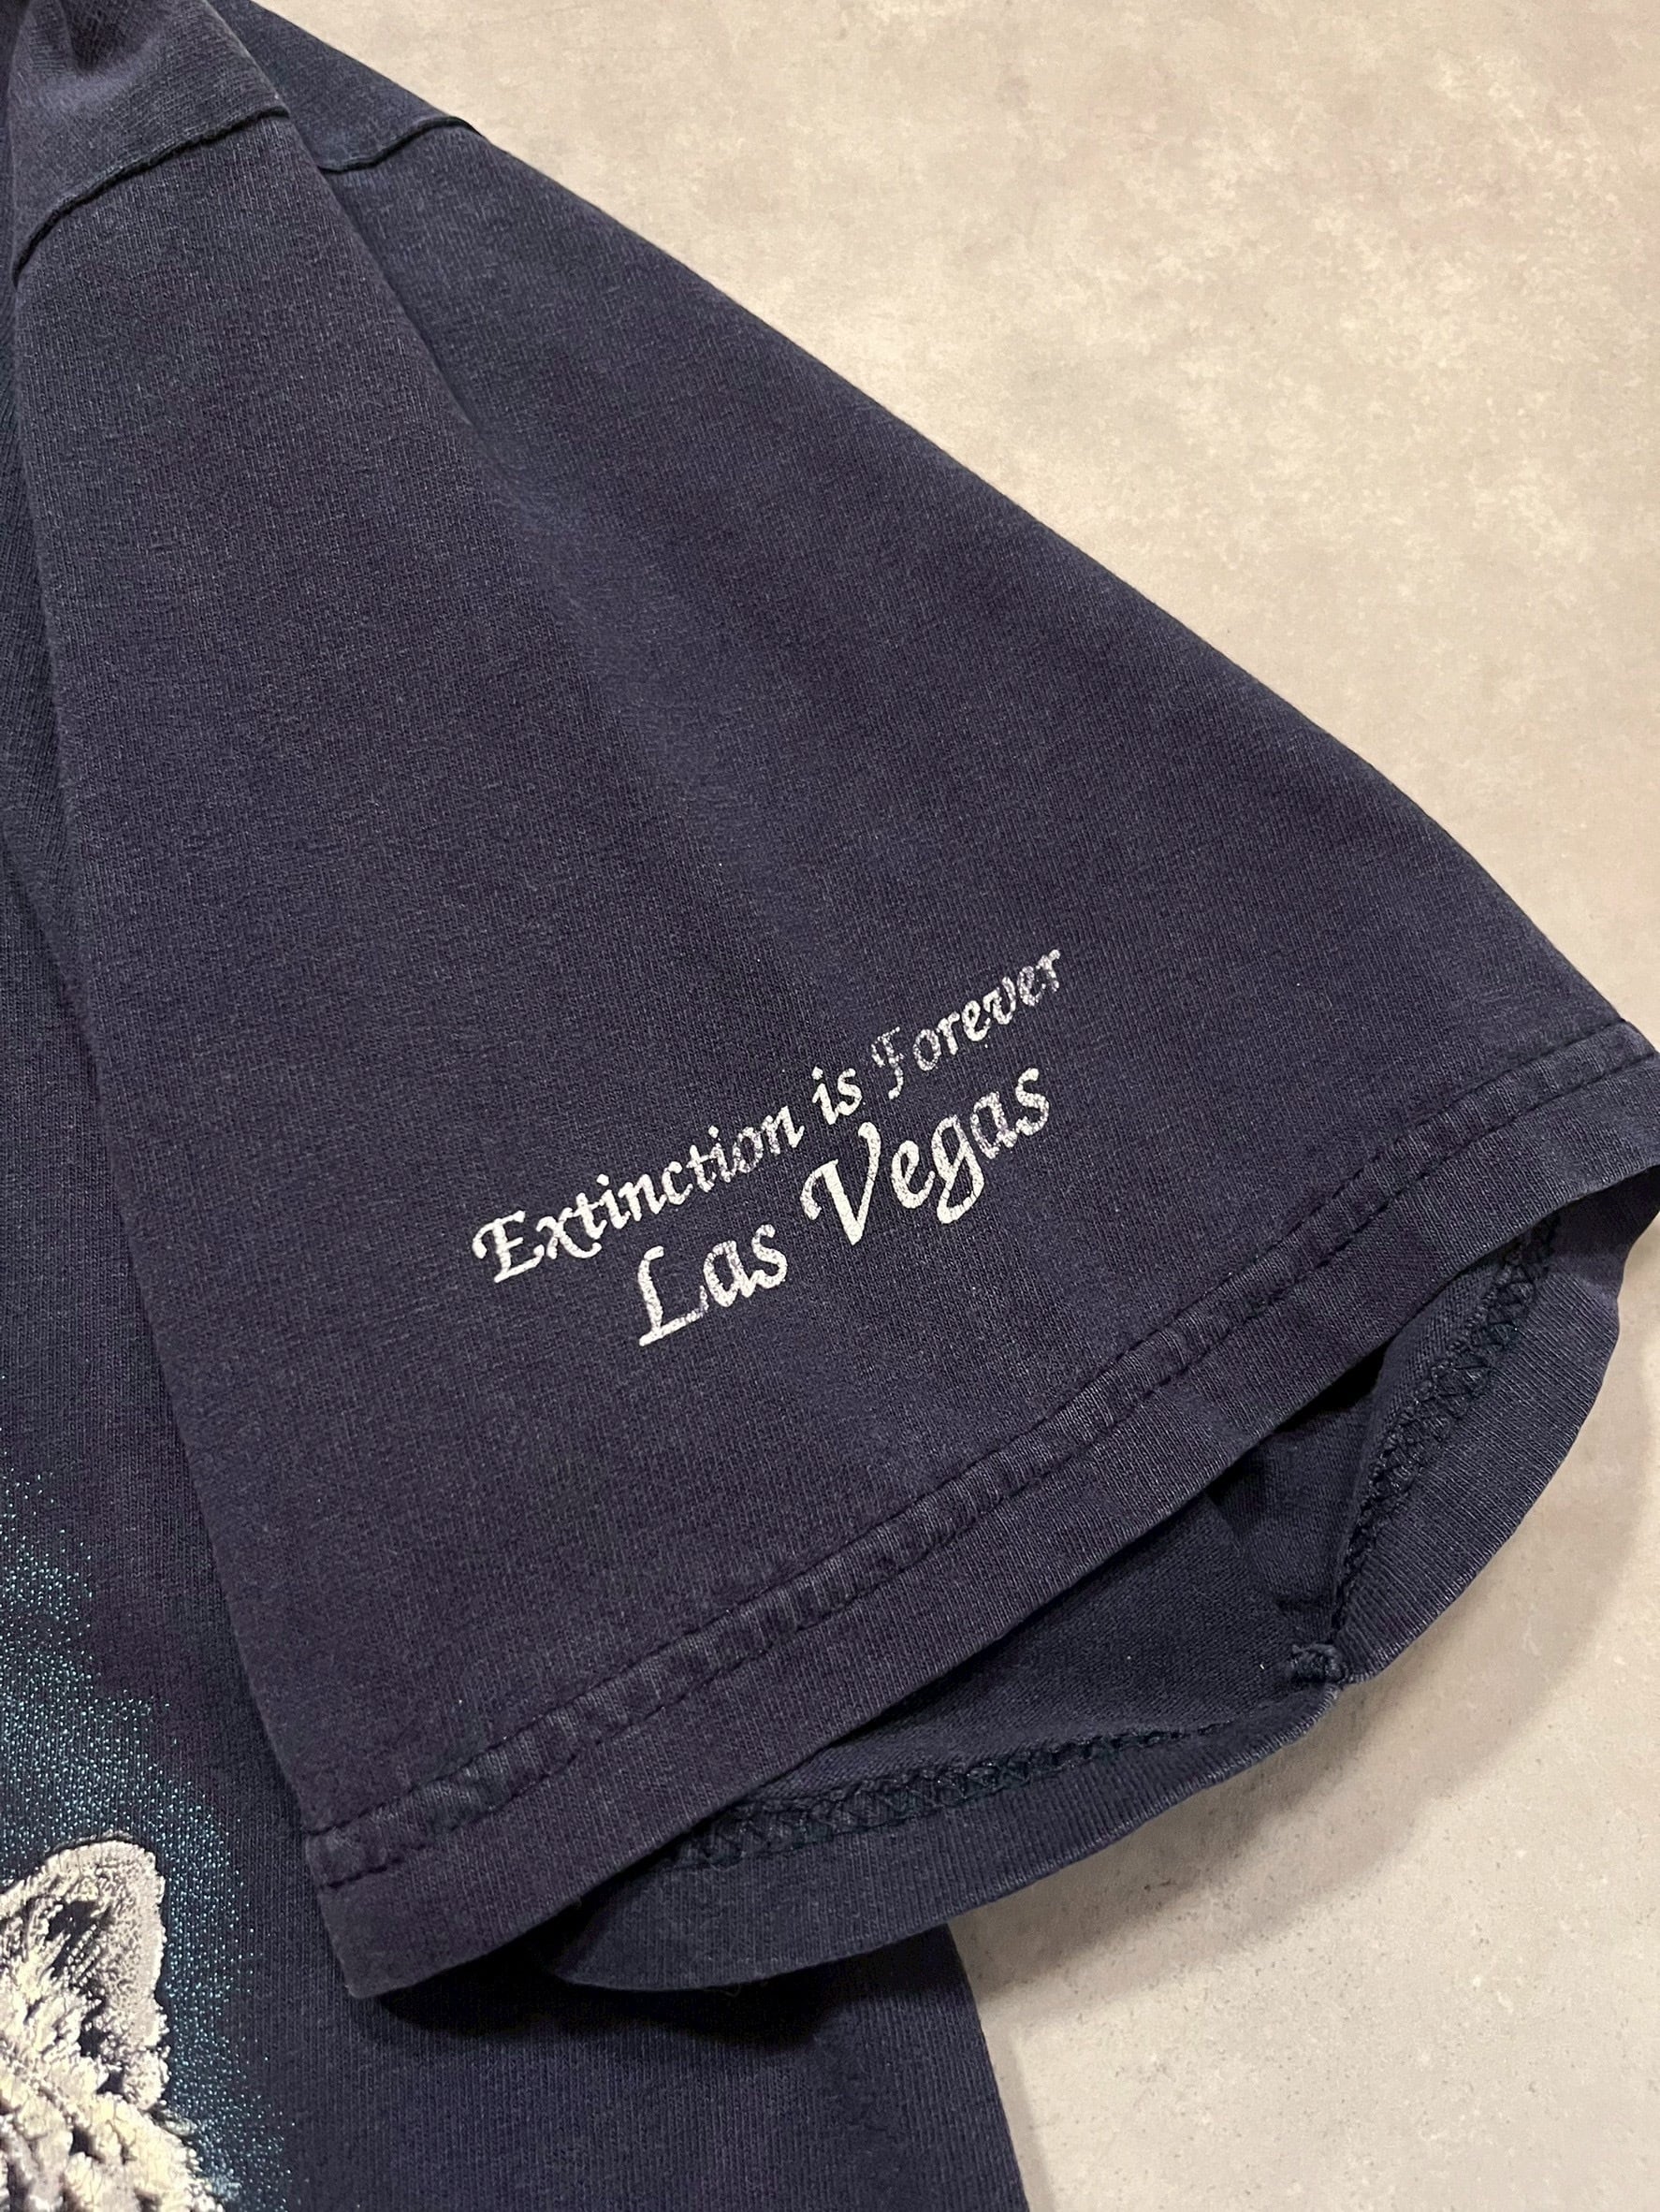 Extinction is Forever
Las Vegas